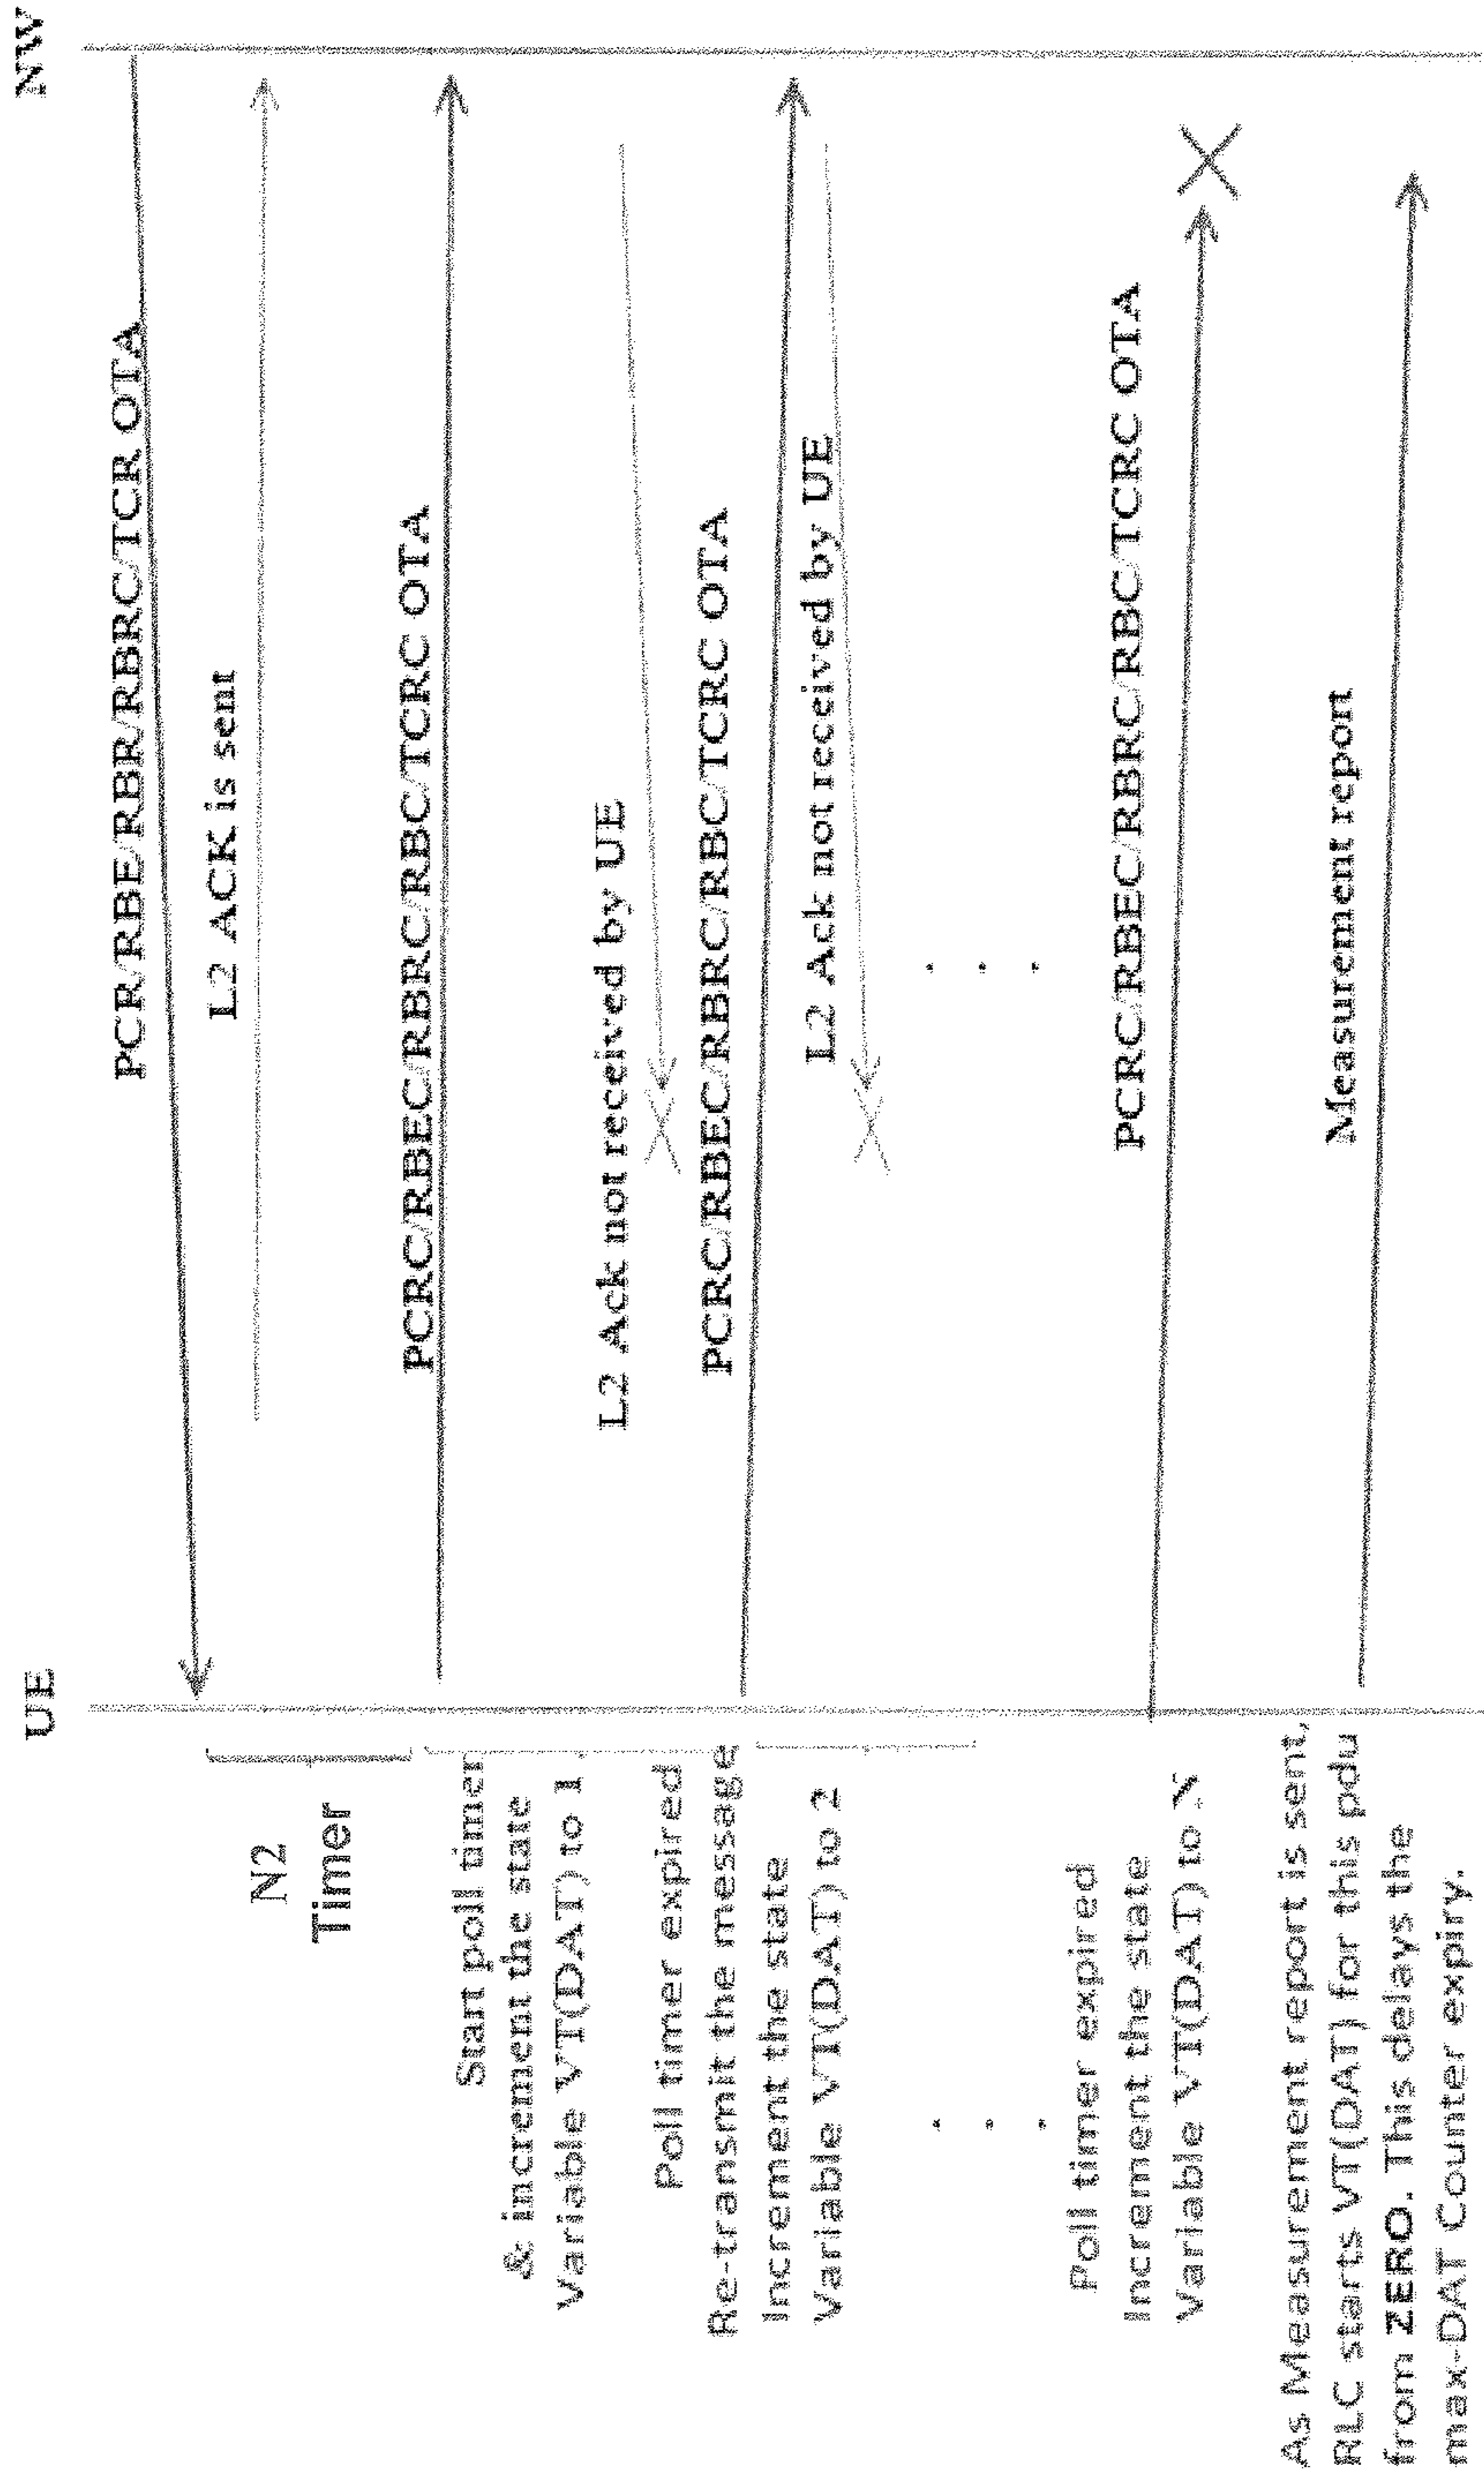 UE
NW
PCR/RBE/RBR/RBRC/TCR OTA
L2 ACK is sent
N2
Timer
PCRC/RBEC/RBRC/RBC/TCRC OTA
Start poll timer
& increment the state
Variable VT(DAT) to 1
L2 Ack not received by UE
Poll timer expired
Re-transmit the message
Increment the state
Variable VT(DAT) to 2
PCRC/RBEC/RBRC/RBC/TCRC OTA
L2 Ack not received by UE
. . .
. . .
Poll timer expired
Increment the state
Variable VT(DAT) to N
PCRC/RBEC/RBRC/RBC/TCRC OTA
Measurement report
As Measurement report is sent,
RLC starts VT(DAT) for this pdu
from ZERO. This delays the
max-DAT Counter expiry.